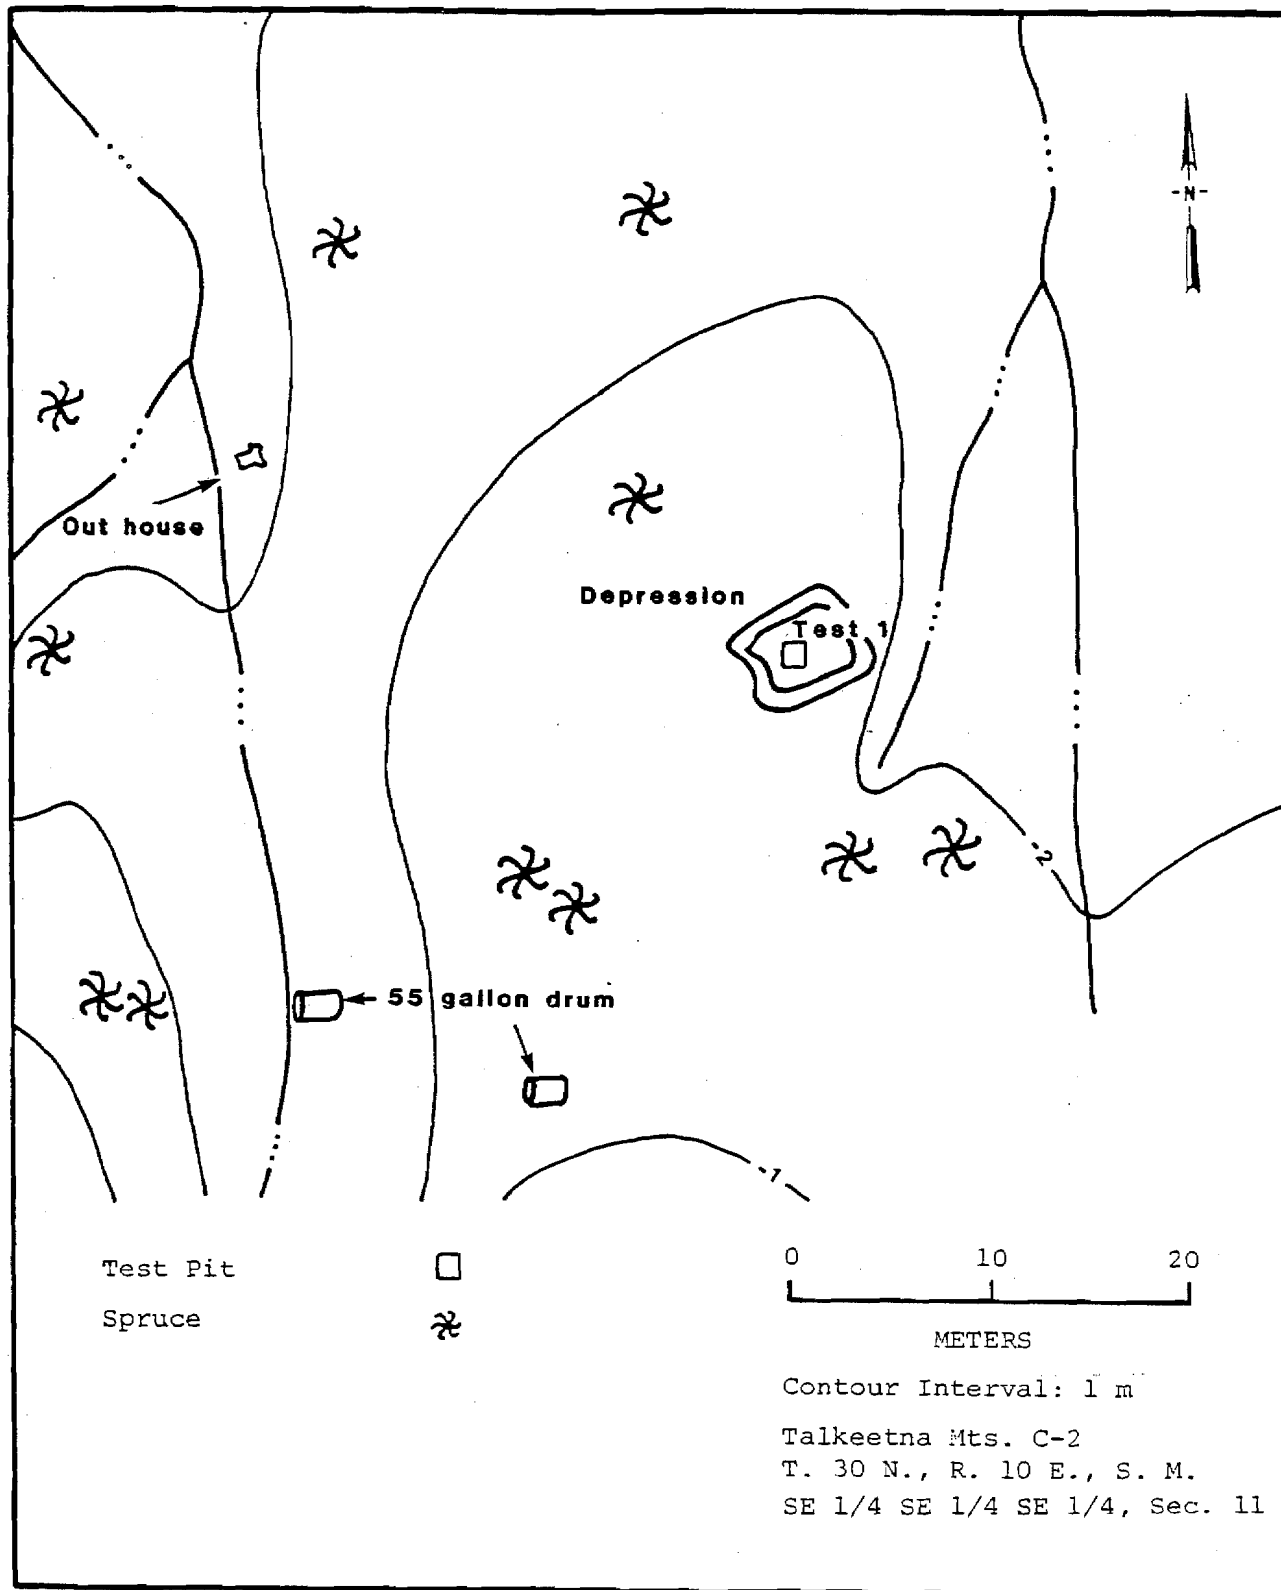 -N-
Out house
Depression
Test 1
-2-
55 gallon drum
-1-
Test Pit
Spruce
0 10 20
METERS
Contour Interval: 1 m
Talkeetna Mts. C-2
T. 30 N., R. 10 E., S. M.
SE 1/4 SE 1/4 SE 1/4, Sec. 11